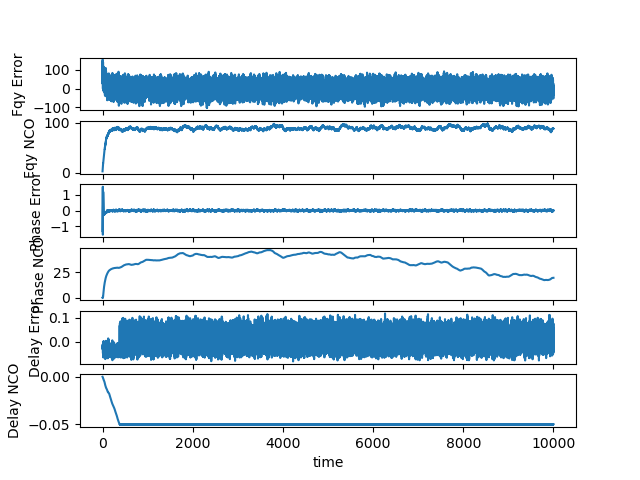 Fqy Error
100
0
−100
Fqy NCO
100
0
Phase Error
1
0
−1
Phase NCO
25
0
Delay Error
0.1
0.0
Delay NCO
0.00
−0.05
0
2000
4000
6000
8000
10000
time